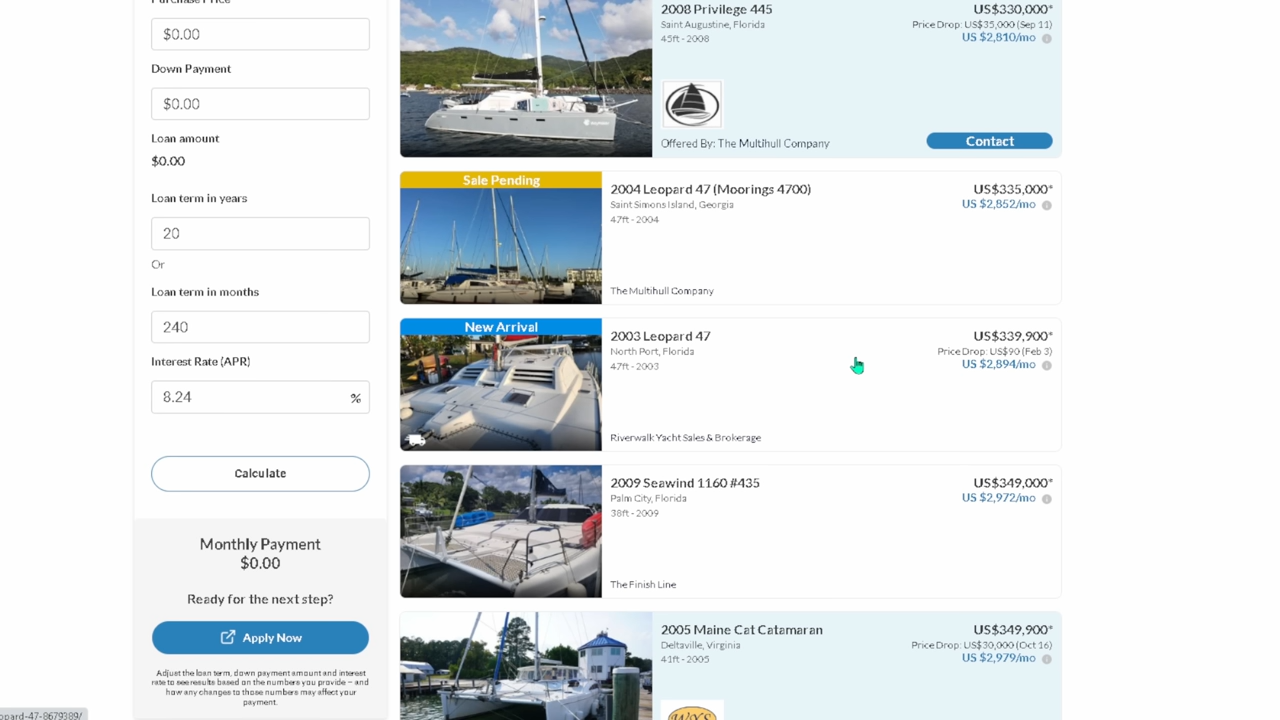 Purchase Price
$0.00
Down Payment
$0.00
Loan amount
$0.00
Loan term in years
20
Or
Loan term in months
240
Interest Rate (APR)
8.24 %
Calculate
Monthly Payment
$0.00
Ready for the next step?
Apply Now
Adjust the loan term, down payment amount and interest
rate to see results based on the numbers you provide – and
how any changes to those numbers may affect your
payment.
2008 Privilege 445
US$330,000*
Saint Augustine, Florida
Price Drop: US$35,000 (Sep 11)
45ft - 2008
US $2,810/mo
Offered By: The Multihull Company
Contact
Sale Pending
2004 Leopard 47 (Moorings 4700)
US$335,000*
Saint Simons Island, Georgia
US $2,852/mo
47ft - 2004
The Multihull Company
New Arrival
2003 Leopard 47
US$339,900*
North Port, Florida
Price Drop: US$90 (Feb 3)
47ft - 2003
US $2,894/mo
Riverwalk Yacht Sales & Brokerage
2009 Seawind 1160 #435
US$349,000*
Palm City, Florida
US $2,972/mo
38ft - 2009
The Finish Line
2005 Maine Cat Catamaran
US$349,900*
Deltaville, Virginia
Price Drop: US$30,000 (Oct 16)
41ft - 2005
US $2,979/mo
opard-47-8679389/